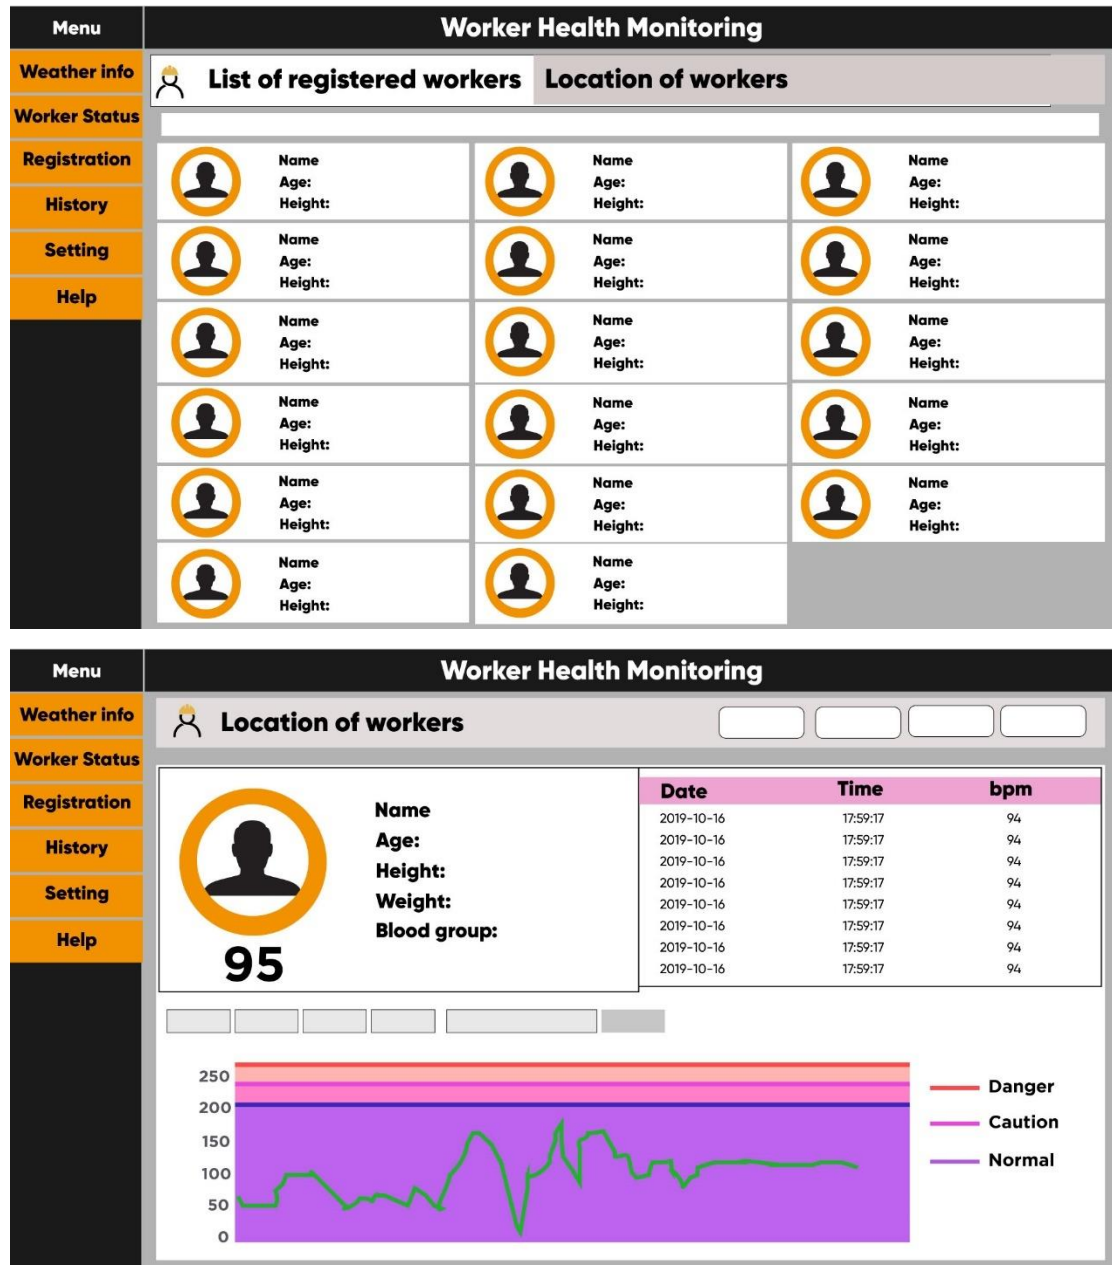 Menu
Worker Health Monitoring
Weather info
Worker Status
Registration
History
Setting
Help
List of registered workers
Location of workers
Name
Age:
Height:
Name
Age:
Height:
Name
Age:
Height:
Name
Age:
Height:
Name
Age:
Height:
Name
Age:
Height:
Name
Age:
Height:
Name
Age:
Height:
Name
Age:
Height:
Name
Age:
Height:
Name
Age:
Height:
Name
Age:
Height:
Name
Age:
Height:
Name
Age:
Height:
Name
Age:
Height:
Name
Age:
Height:
Name
Age:
Height:
Menu
Worker Health Monitoring
Weather info
Worker Status
Registration
History
Setting
Help
Location of workers
95
Name
Age:
Height:
Weight:
Blood group:
Date Time bpm
2019-10-16 17:59:17 94
2019-10-16 17:59:17 94
2019-10-16 17:59:17 94
2019-10-16 17:59:17 94
2019-10-16 17:59:17 94
2019-10-16 17:59:17 94
2019-10-16 17:59:17 94
2019-10-16 17:59:17 94
250
200
150
100
50
0
Danger
Caution
Normal